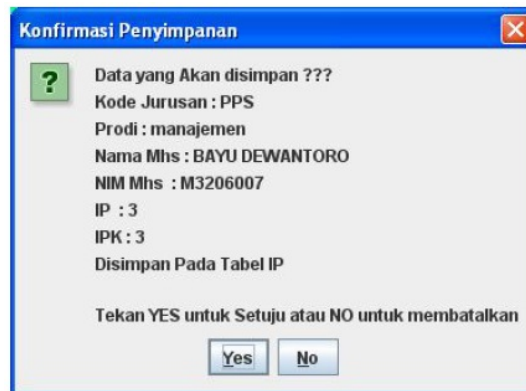 Konfirmasi Penyimpanan
?
Data yang Akan disimpan ???
Kode Jurusan : PPS
Prodi : manajemen
Nama Mhs : BAYU DEWANTORO
NIM Mhs : M3206007
IP : 3
IPK : 3
Disimpan Pada Tabel IP
Tekan YES untuk Setuju atau NO untuk membatalkan
Yes No